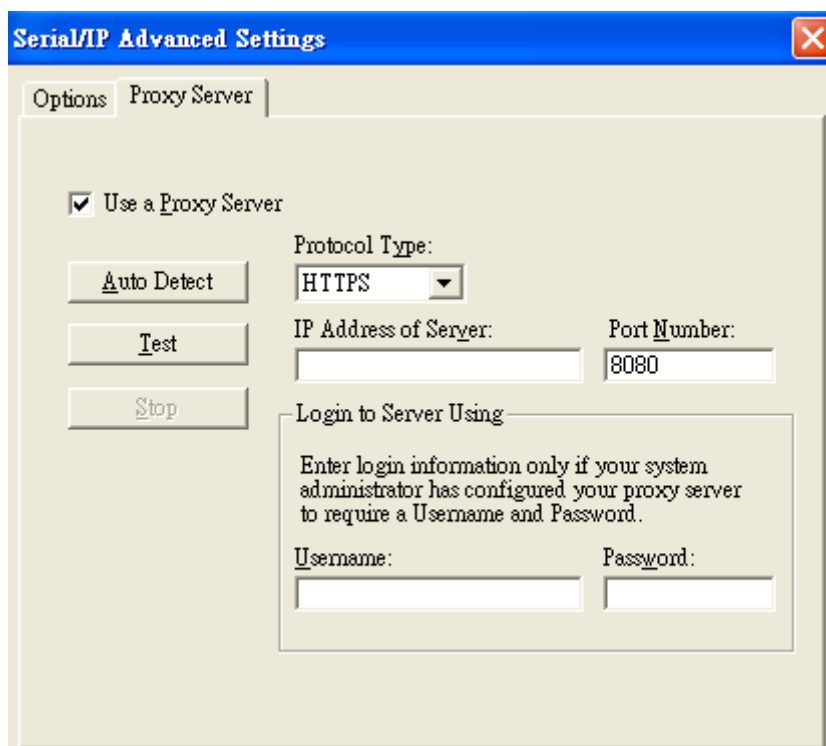 Serial/IP Advanced Settings
Options
Proxy Server
Use a Proxy Server
Protocol Type:
Auto Detect
HTTPS
IP Address of Server:
Port Number:
Test
8080
Stop
Login to Server Using
Enter login information only if your system
administrator has configured your proxy server
to require a Username and Password.
Username:
Password: